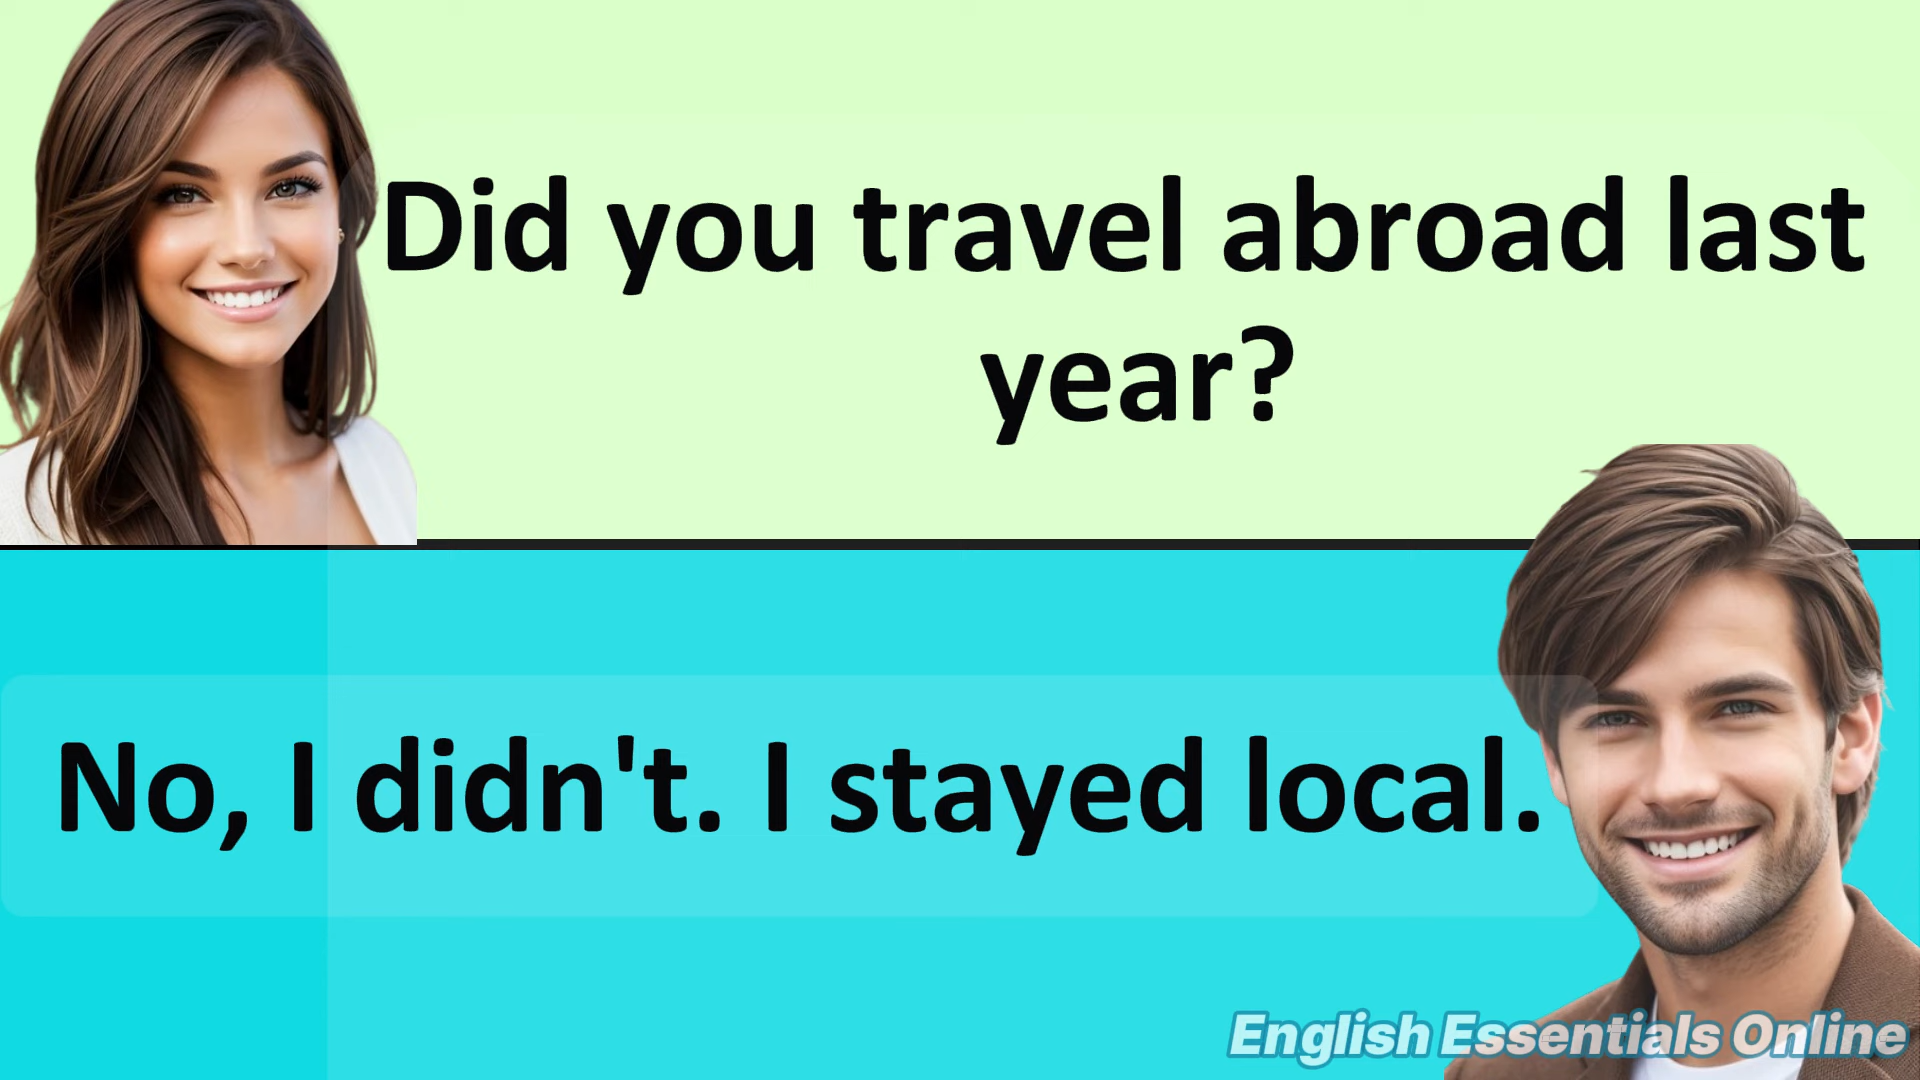 Did you travel abroad last
year?
No, I didn't. I stayed local.
English Essentials Online